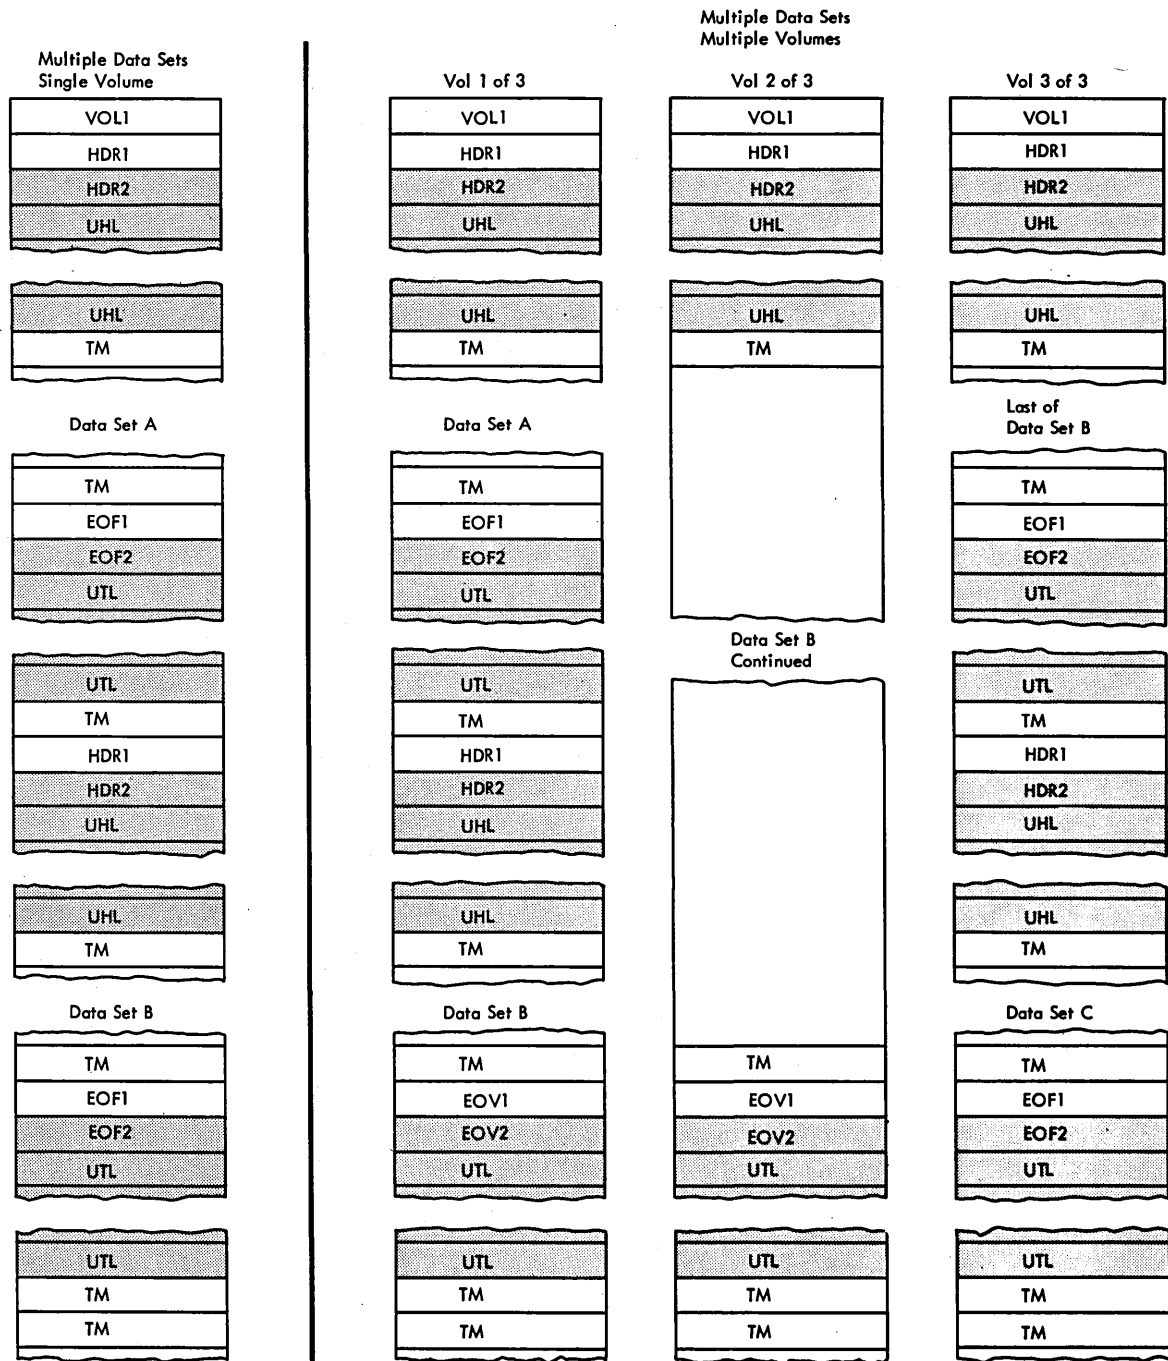 Multiple Data Sets
Single Volume
VOL1
HDR1
HDR2
UHL
UHL
TM
Data Set A
TM
EOF1
EOF2
UTL
UTL
TM
HDR1
HDR2
UHL
UHL
TM
Data Set B
TM
EOF1
EOF2
UTL
UTL
TM
TM
Multiple Data Sets
Multiple Volumes
Vol 1 of 3
VOL1
HDR1
HDR2
UHL
UHL
TM
Data Set A
TM
EOF1
EOF2
UTL
UTL
TM
HDR1
HDR2
UHL
UHL
TM
Data Set B
TM
EOV1
EOV2
UTL
UTL
TM
TM
Vol 2 of 3
VOL1
HDR1
HDR2
UHL
UHL
TM
Data Set B
Continued
TM
EOV1
EOV2
UTL
UTL
TM
TM
Vol 3 of 3
VOL1
HDR1
HDR2
UHL
UHL
TM
Last of
Data Set B
TM
EOF1
EOF2
UTL
UTL
TM
HDR1
HDR2
UHL
UHL
TM
Data Set C
TM
EOF1
EOF2
UTL
UTL
TM
TM